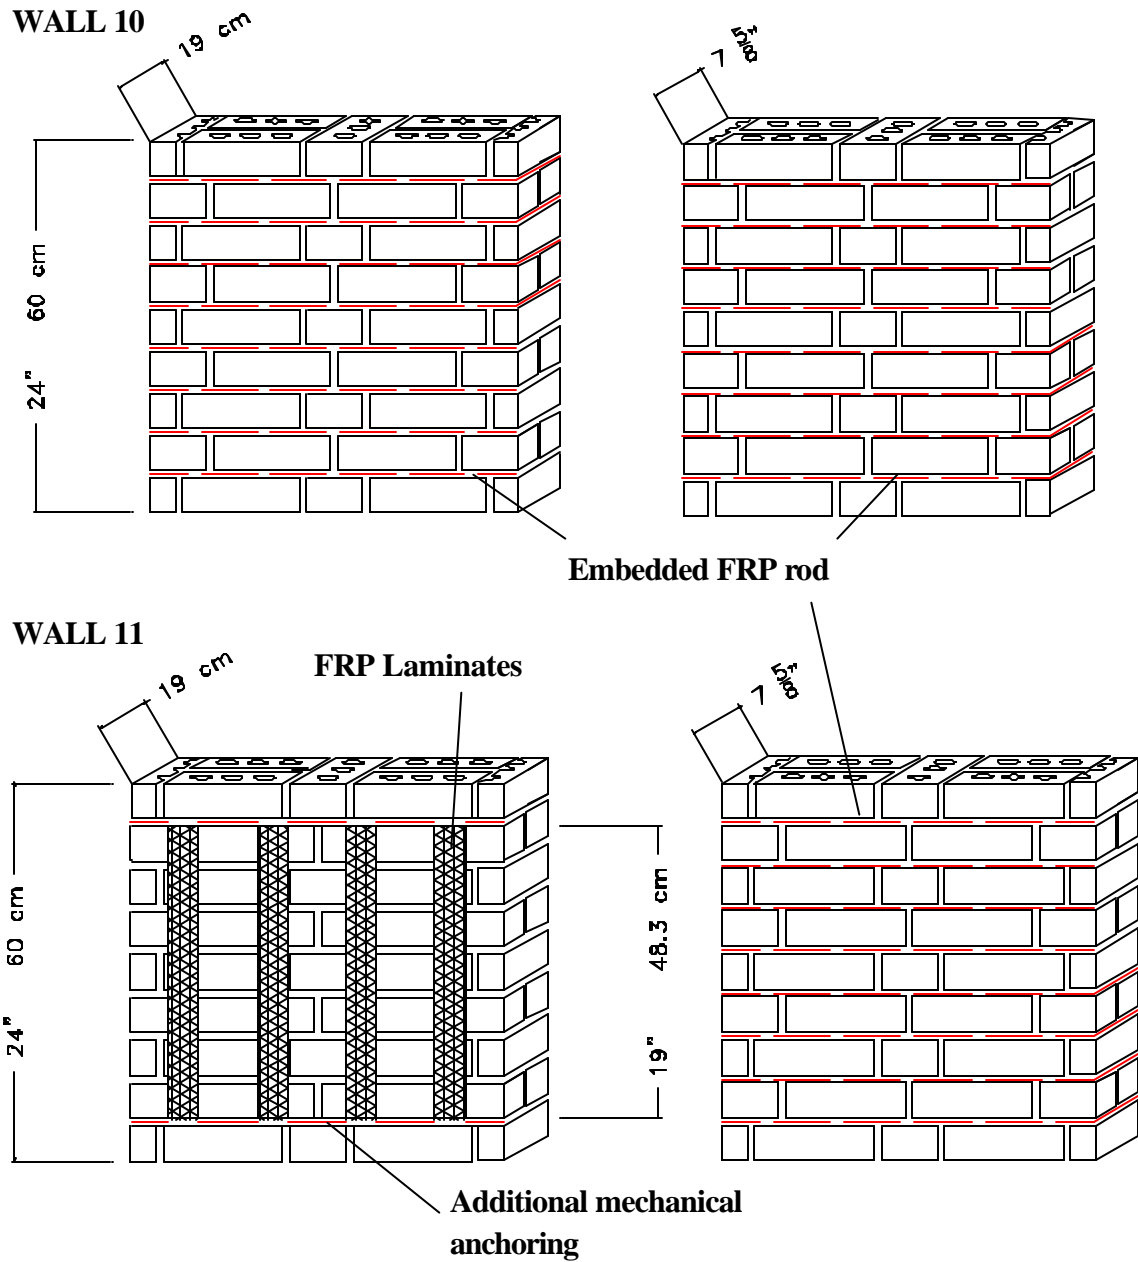 WALL 10
19 cm
7 5/8"
60 cm
24"
Embedded FRP rod
WALL 11
FRP Laminates
19 cm
7 5/8"
60 cm
24"
48.3 cm
19"
Additional mechanical
anchoring